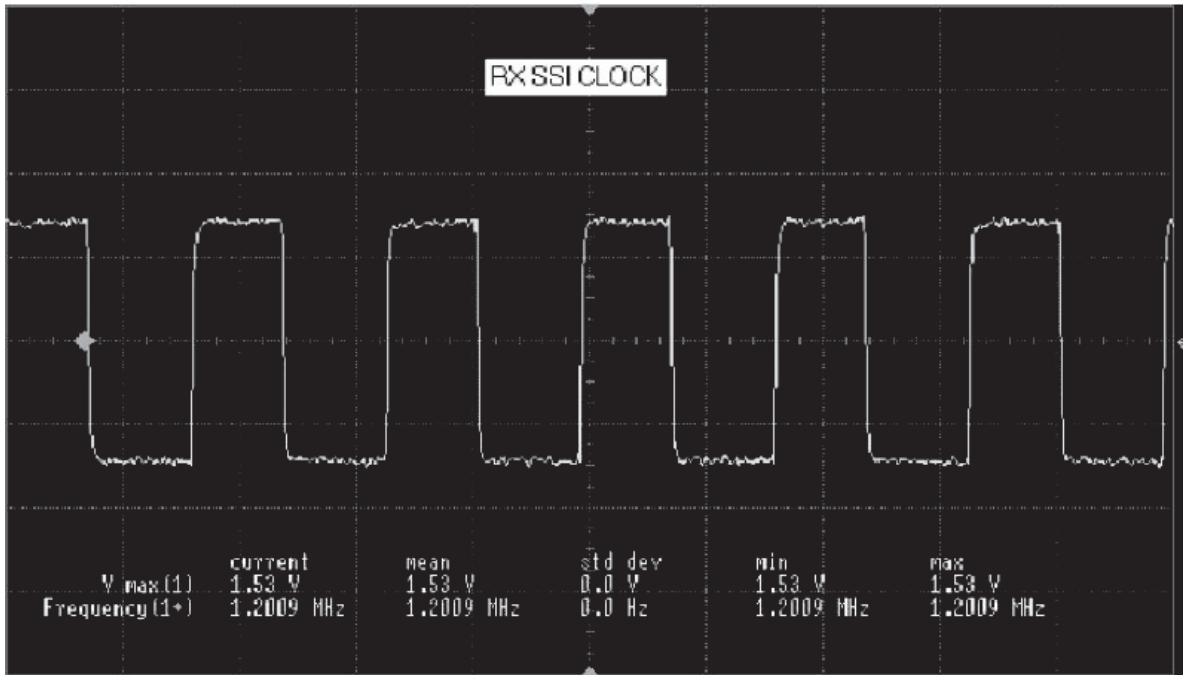 RX SSI CLOCK
current mean std dev min max
V max(1) 1.53 V 1.53 V 0.0 V 1.53 V 1.53 V
Frequency(1+) 1.2009 MHz 1.2009 MHz 0.0 Hz 1.2009 MHz 1.2009 MHz